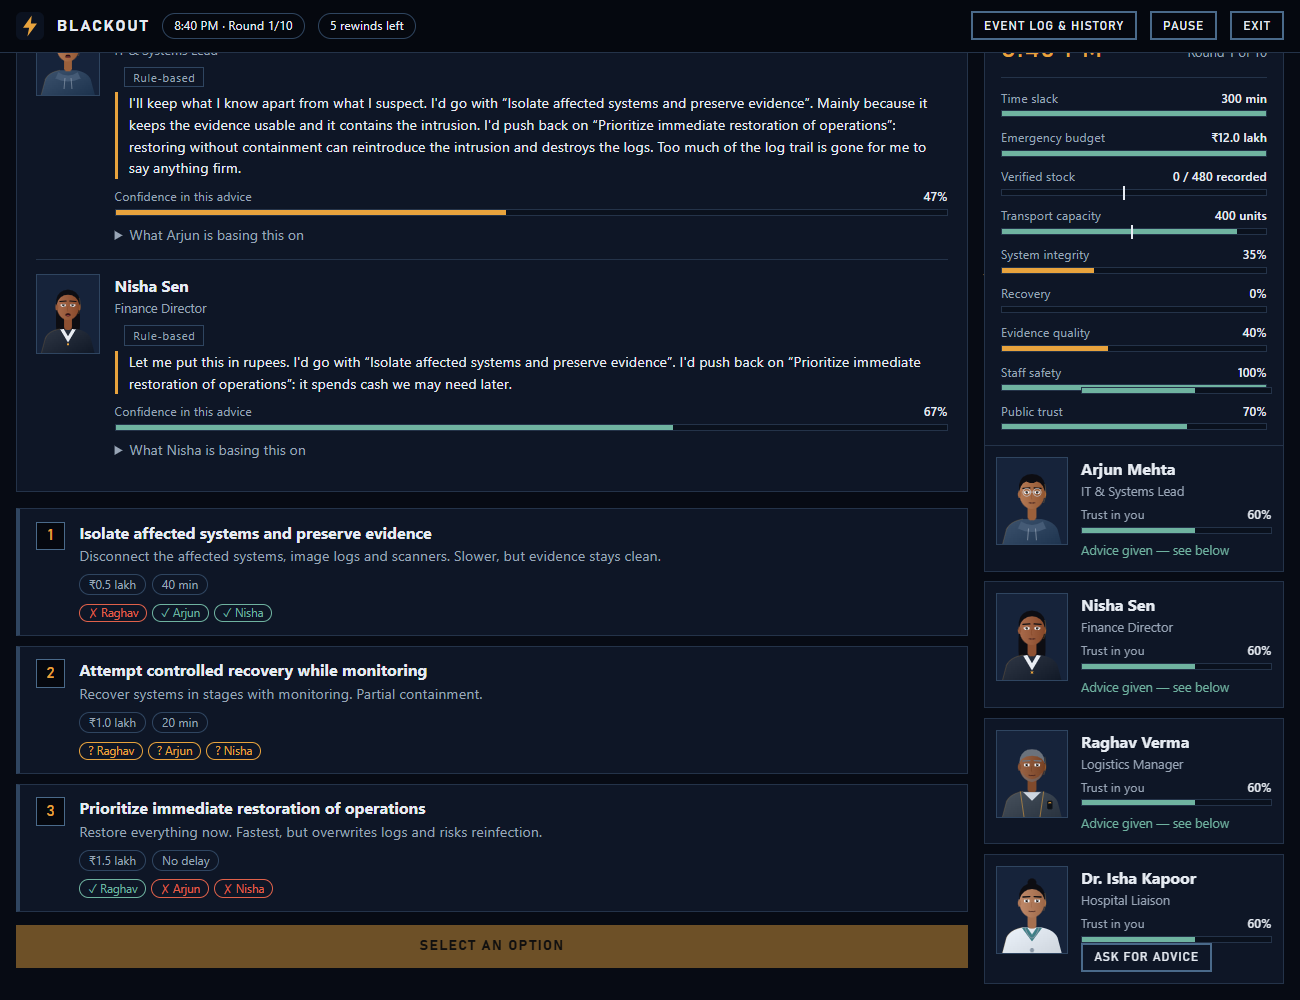 BLACKOUT
8:40 PM · Round 1/10
5 rewinds left
EVENT LOG & HISTORY
PAUSE
EXIT
IT & Systems Lead
Rule-based
I'll keep what I know apart from what I suspect. I'd go with “Isolate affected systems and preserve evidence”. Mainly because it
keeps the evidence usable and it contains the intrusion. I'd push back on “Prioritize immediate restoration of operations”:
restoring without containment can reintroduce the intrusion and destroys the logs. Too much of the log trail is gone for me to
say anything firm.
Confidence in this advice
47%
▶ What Arjun is basing this on
Nisha Sen
Finance Director
Rule-based
Let me put this in rupees. I'd go with “Isolate affected systems and preserve evidence”. I'd push back on “Prioritize immediate
restoration of operations”: it spends cash we may need later.
Confidence in this advice
67%
▶ What Nisha is basing this on
1
Isolate affected systems and preserve evidence
Disconnect the affected systems, image logs and scanners. Slower, but evidence stays clean.
₹0.5 lakh
40 min
✗ Raghav
✓ Arjun
✓ Nisha
2
Attempt controlled recovery while monitoring
Recover systems in stages with monitoring. Partial containment.
₹1.0 lakh
20 min
? Raghav
? Arjun
? Nisha
3
Prioritize immediate restoration of operations
Restore everything now. Fastest, but overwrites logs and risks reinfection.
₹1.5 lakh
No delay
✓ Raghav
✗ Arjun
✗ Nisha
SELECT AN OPTION
8:40 PM
Round 1 of 10
Time slack
300 min
Emergency budget
₹12.0 lakh
Verified stock
0 / 480 recorded
Transport capacity
400 units
System integrity
35%
Recovery
0%
Evidence quality
40%
Staff safety
100%
Public trust
70%
Arjun Mehta
IT & Systems Lead
Trust in you
60%
Advice given — see below
Nisha Sen
Finance Director
Trust in you
60%
Advice given — see below
Raghav Verma
Logistics Manager
Trust in you
60%
Advice given — see below
Dr. Isha Kapoor
Hospital Liaison
Trust in you
60%
ASK FOR ADVICE